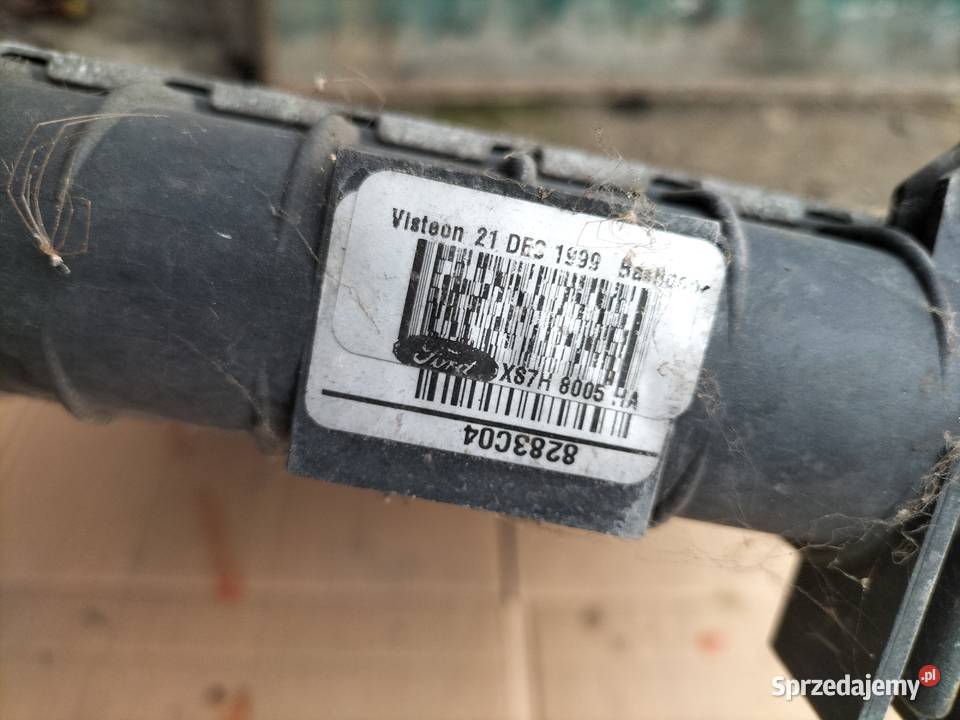 Visteon 21 DEC 1999
Ford XS7H 8005
8283C04
Sprzedajemy.pl